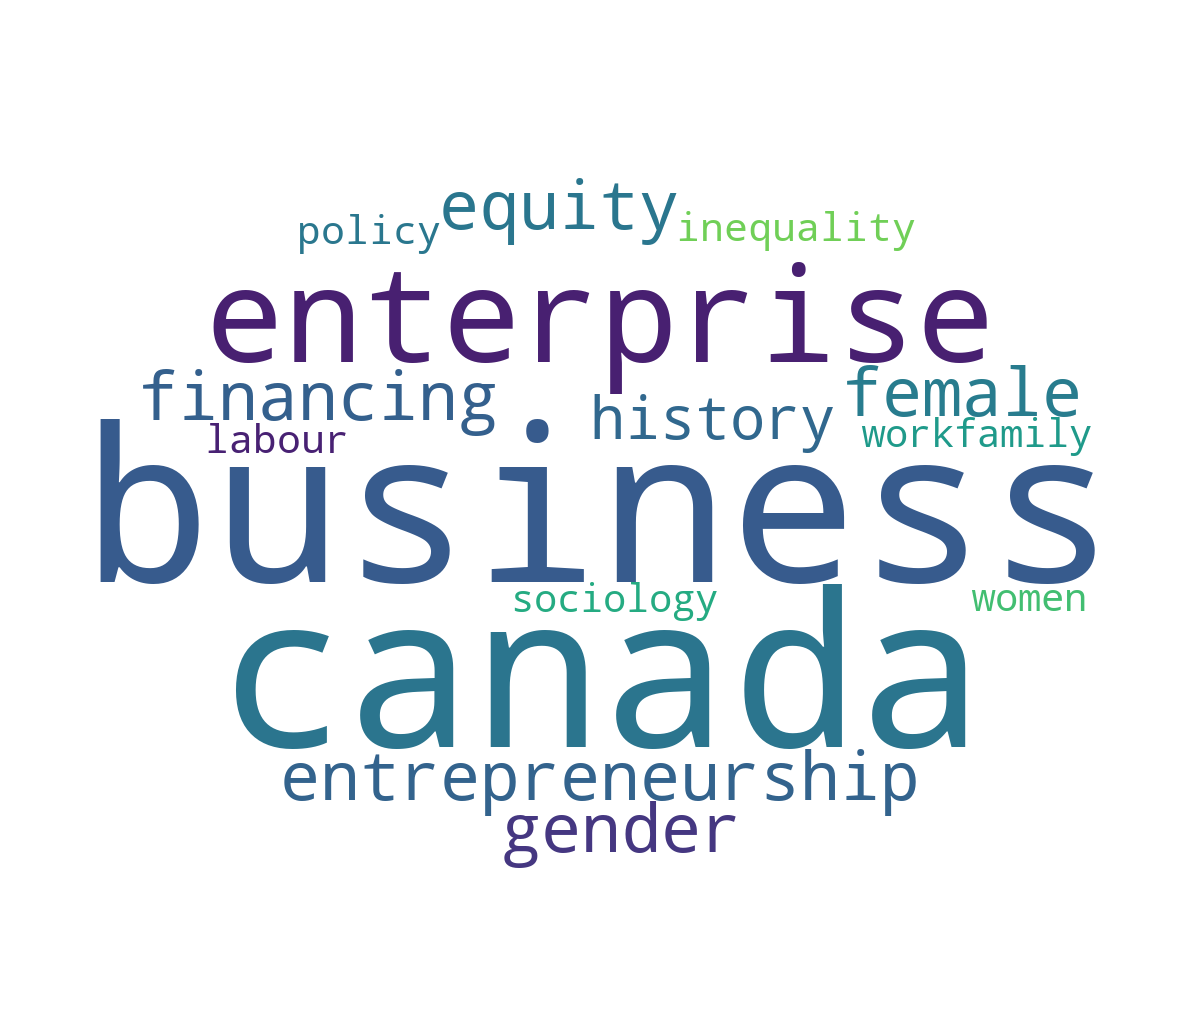 policy equity inequality
enterprise
financing history female
labour workfamily
business
sociology women
canada
entrepreneurship
gender